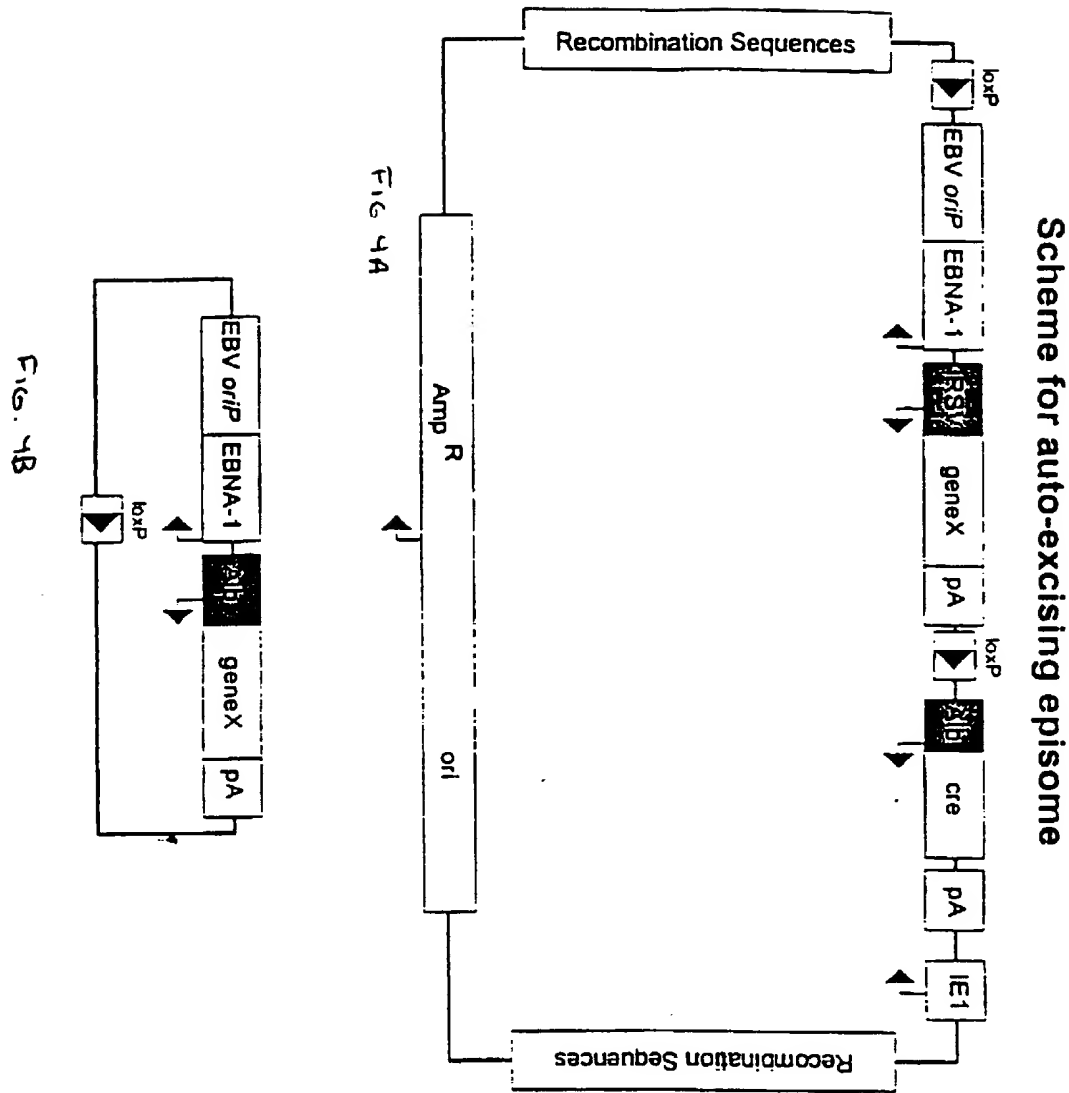 Scheme for auto-excising episome
loxP
loxP
EBV oriP
EBNA-1
RSV
geneX
pA
Alb
cre
pA
IE1
Recombination Sequences
Recombination Sequences
Amp R
ori
FIG 4A
EBV oriP
EBNA-1
Alb
geneX
pA
loxP
FIG. 4B